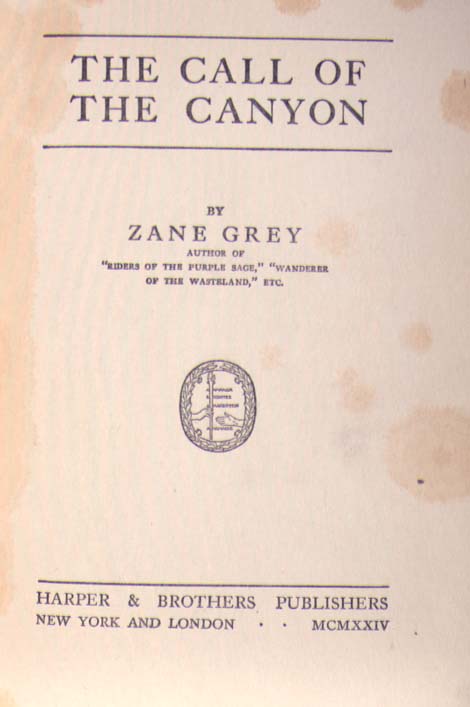 THE CALL OF
THE CANYON
BY
ZANE GREY
AUTHOR OF
"RIDERS OF THE PURPLE SAGE," "WANDERER
OF THE WASTELAND," ETC.
HARPER & BROTHERS PUBLISHERS
NEW YORK AND LONDON · · MCMXXIV